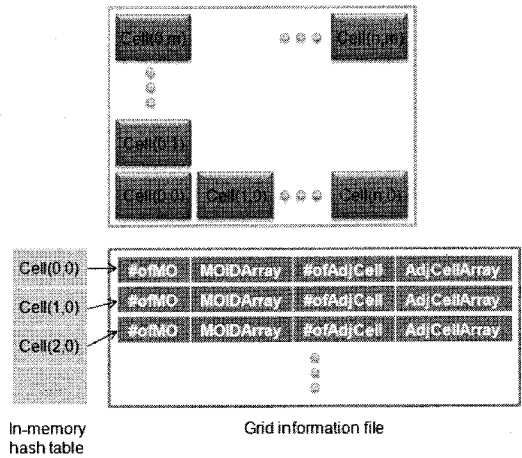 Cell(0,m) Cell(n,m)
Cell(0,1)
Cell(0,0) Cell(1,0) Cell(n,0)
Cell(0,0) #ofMO MOIDArray #ofAdjCell AdjCellArray
Cell(1,0) #ofMO MOIDArray #ofAdjCell AdjCellArray
Cell(2,0) #ofMO MOIDArray #ofAdjCell AdjCellArray
In-memory
hash table
Grid information file